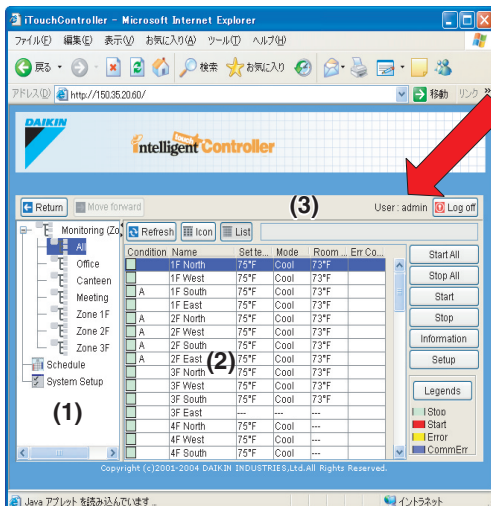 iTouchController - Microsoft Internet Explorer
ファイル(F) 編集(E) 表示(V) お気に入り(A) ツール(T) ヘルプ(H)
戻る 検索 お気に入り
アドレス(D) http://150.35.20.60/ 移動 リンク »
DAIKIN
intelligent Touch Controller
Return Move forward (3) User : admin Log off
Monitoring (Zo Refresh Icon List
All
Office
Canteen
Meeting
Zone 1F
Zone 2F
Zone 3F
Schedule
System Setup
(1)
Condition Name Set te... Mode Room ... Err Co...
1F North 75°F Cool 73°F
1F West 75°F Cool 73°F
A 1F South 75°F Cool 73°F
1F East 75°F Cool 73°F
A 2F North 75°F Cool 73°F
A 2F West 75°F Cool 73°F
A 2F South 75°F Cool 73°F
A 2F East 75°F Cool 73°F
(2)
3F North 75°F Cool 73°F
3F West 75°F Cool 73°F
3F South 75°F Cool 73°F
3F East --- --- ---
4F North 75°F Cool 73°F
4F West 75°F Cool 73°F
4F South 75°F Cool 73°F
Start All
Stop All
Start
Stop
Information
Setup
Legends
Stop
Start
Error
CommErr
Copyright (c)2001-2004 DAIKIN INDUSTRIES,Ltd.All Rights Reserved.
Java アプレットを読み込んでいます... イントラネット